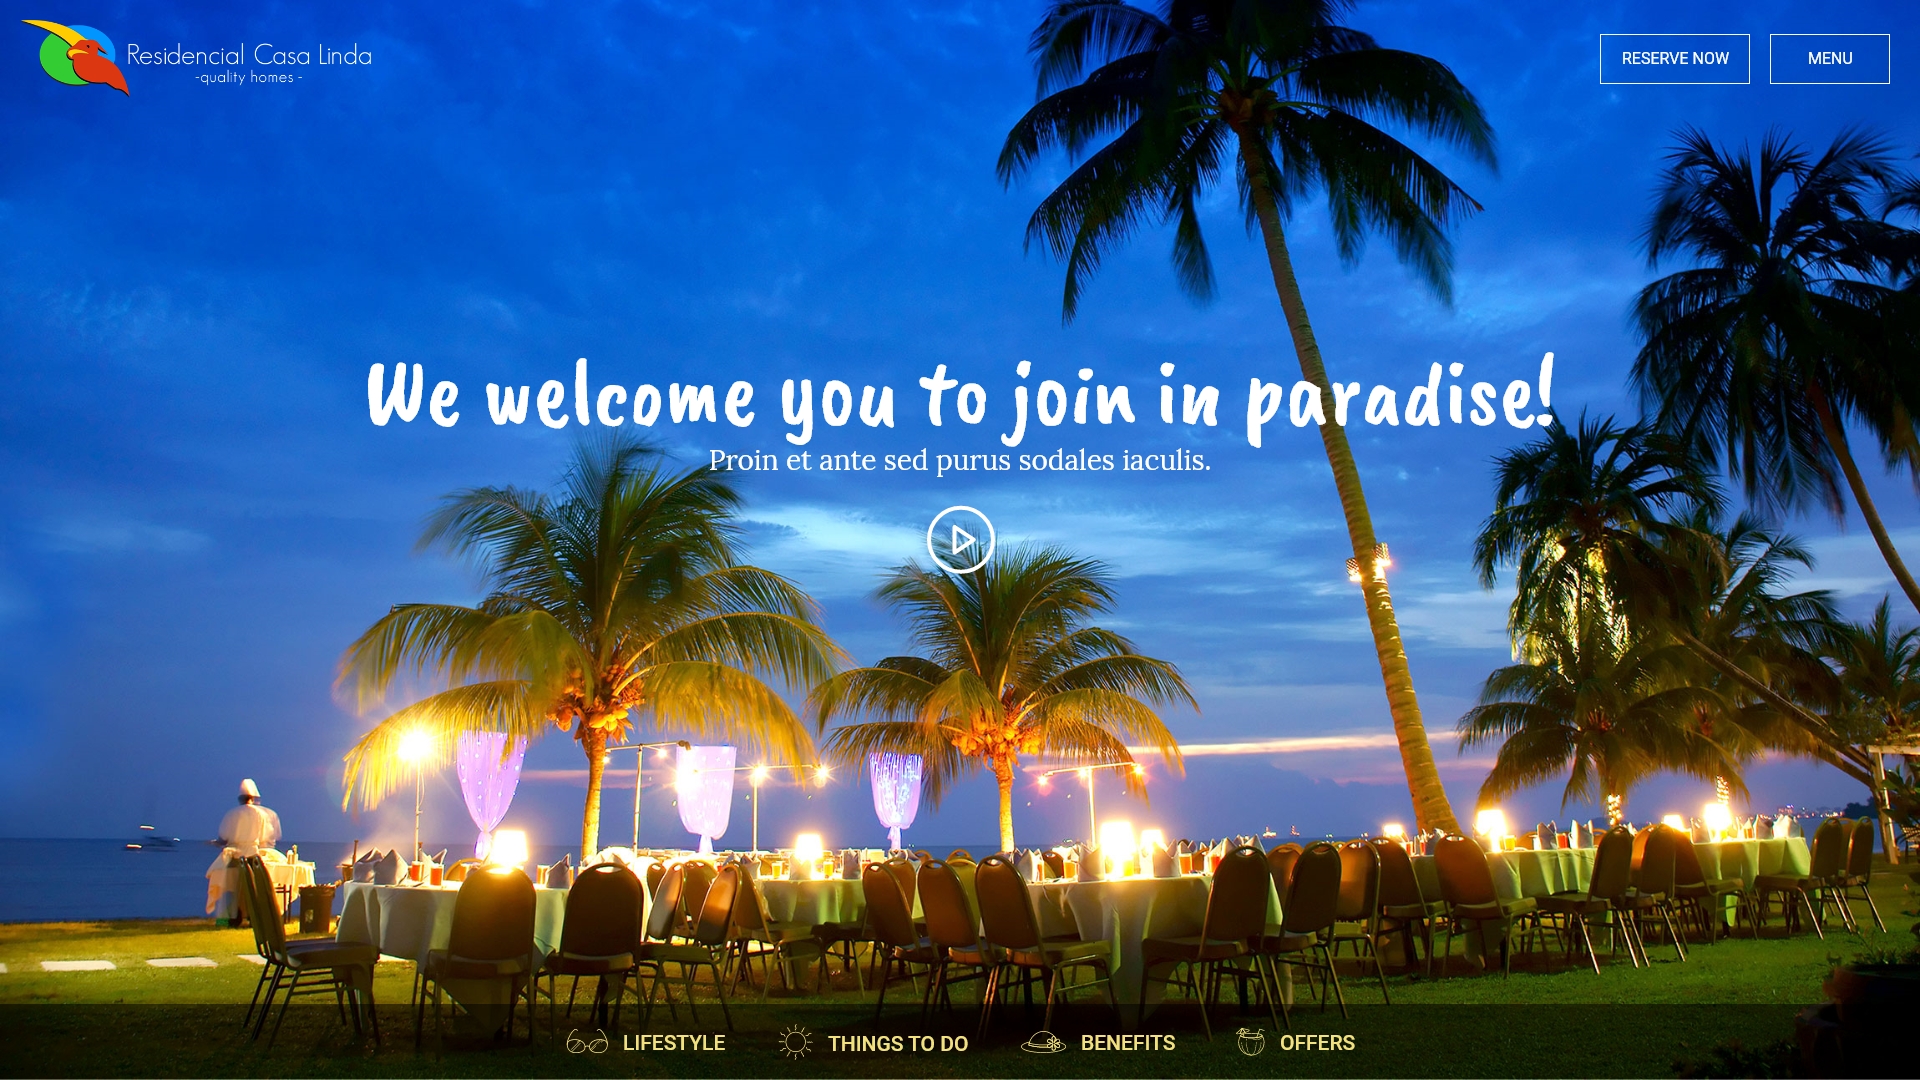 Residencial Casa Linda
-quality homes -
RESERVE NOW
MENU
We welcome you to join in paradise!
Proin et ante sed purus sodales iaculis.
LIFESTYLE
THINGS TO DO
BENEFITS
OFFERS